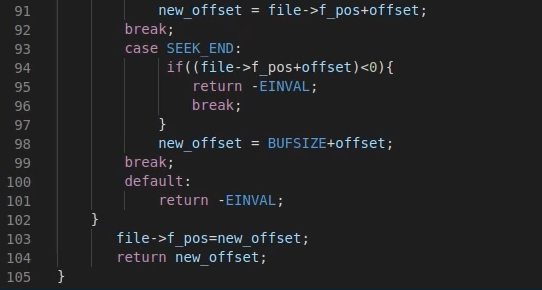 91 new_offset = file->f_pos+offset;
92 break;
93 case SEEK_END:
94 if((file->f_pos+offset)<0){
95 return -EINVAL;
96 break;
97 }
98 new_offset = BUFSIZE+offset;
99 break;
100 default:
101 return -EINVAL;
102 }
103 file->f_pos=new_offset;
104 return new_offset;
105 }